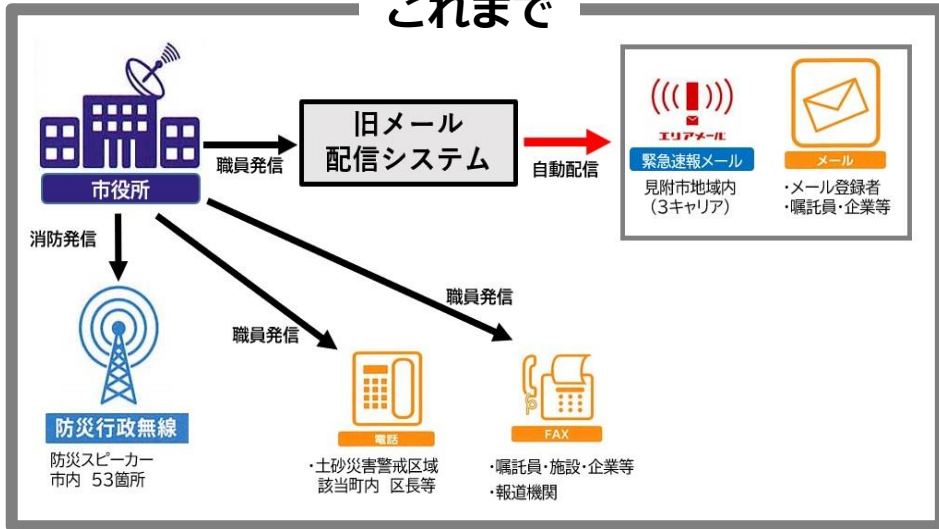 これまで
旧メール
配信システム
職員発信
自動配信
エリアメール
緊急速報メール
見附市地域内
(3キャリア)
メール
・メール登録者
・嘱託員・企業等
市役所
消防発信
職員発信
職員発信
防災行政無線
防災スピーカー
市内 53箇所
電話
・土砂災害警戒区域
該当町内 区長等
FAX
・嘱託員・施設・企業等
・報道機関